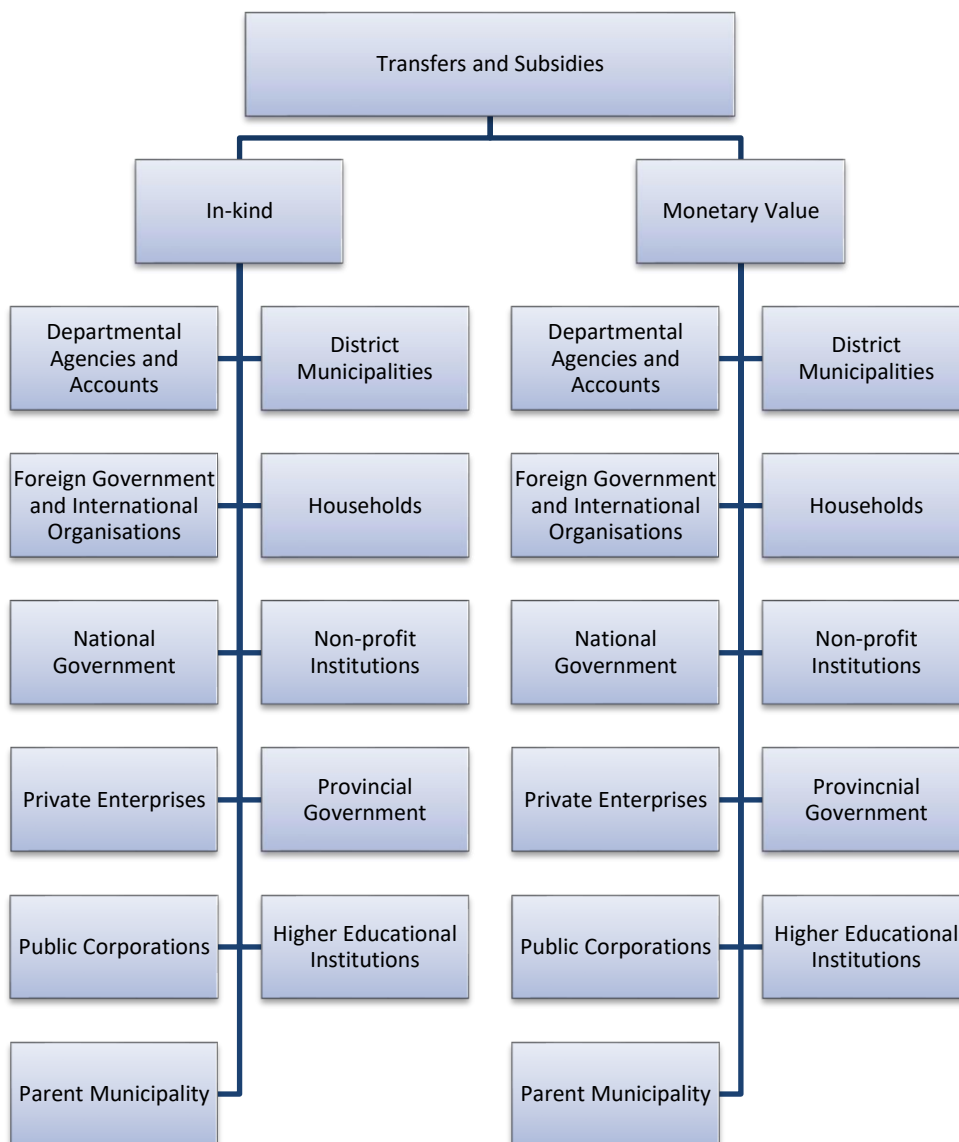 Transfers and Subsidies
In-kind
Monetary Value
Departmental
Agencies and
Accounts
District
Municipalities
Foreign Government
and International
Organisations
Households
National
Government
Non-profit
Institutions
Private Enterprises
Provincial
Government
Public Corporations
Higher Educational
Institutions
Parent Municipality
Departmental
Agencies and
Accounts
District
Municipalities
Foreign Government
and International
Organisations
Households
National
Government
Non-profit
Institutions
Private Enterprises
Provincnial
Government
Public Corporations
Higher Educational
Institutions
Parent Municipality